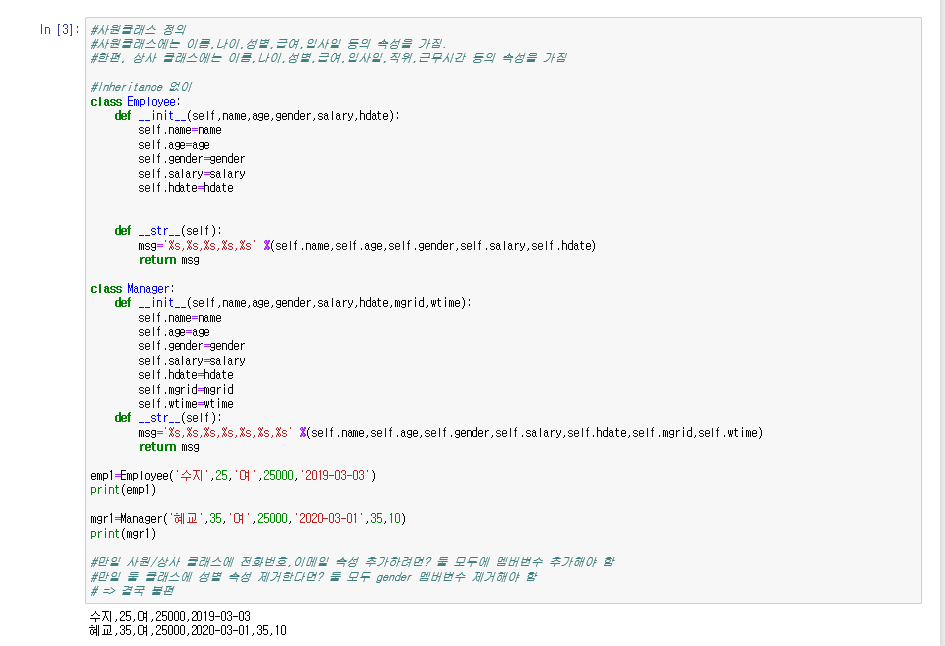 In [3]:
#사원클래스 정의
#사원클래스에는 이름,나이,성별,급여,입사일 등의 속성을 가짐.
#한편, 상사 클래스에는 이름,나이,성별,급여,입사일,직위,근무시간 등의 속성을 가짐

#Inheritance 없이
class Employee:
    def __init__(self,name,age,gender,salary,hdate):
        self.name=name
        self.age=age
        self.gender=gender
        self.salary=salary
        self.hdate=hdate

    def __str__(self):
        msg='%s,%s,%s,%s,%s' %(self.name,self.age,self.gender,self.salary,self.hdate)
        return msg

class Manager:
    def __init__(self,name,age,gender,salary,hdate,mgrid,wtime):
        self.name=name
        self.age=age
        self.gender=gender
        self.salary=salary
        self.hdate=hdate
        self.mgrid=mgrid
        self.wtime=wtime
    def __str__(self):
        msg='%s,%s,%s,%s,%s,%s,%s' %(self.name,self.age,self.gender,self.salary,self.hdate,self.mgrid,self.wtime)
        return msg

emp1=Employee('수지',25,'여',25000,'2019-03-03')
print(emp1)

mgr1=Manager('혜교',35,'여',25000,'2020-03-01',35,10)
print(mgr1)

#만일 사원/상사 클래스에 전화번호,이메일 속성 추가하려면? 둘 모두에 멤버변수 추가해야 함
#만일 둘 클래스에 성별 속성 제거한다면? 둘 모두 gender 멤버변수 제거해야 함
# => 결국 불편
수지,25,여,25000,2019-03-03
혜교,35,여,25000,2020-03-01,35,10